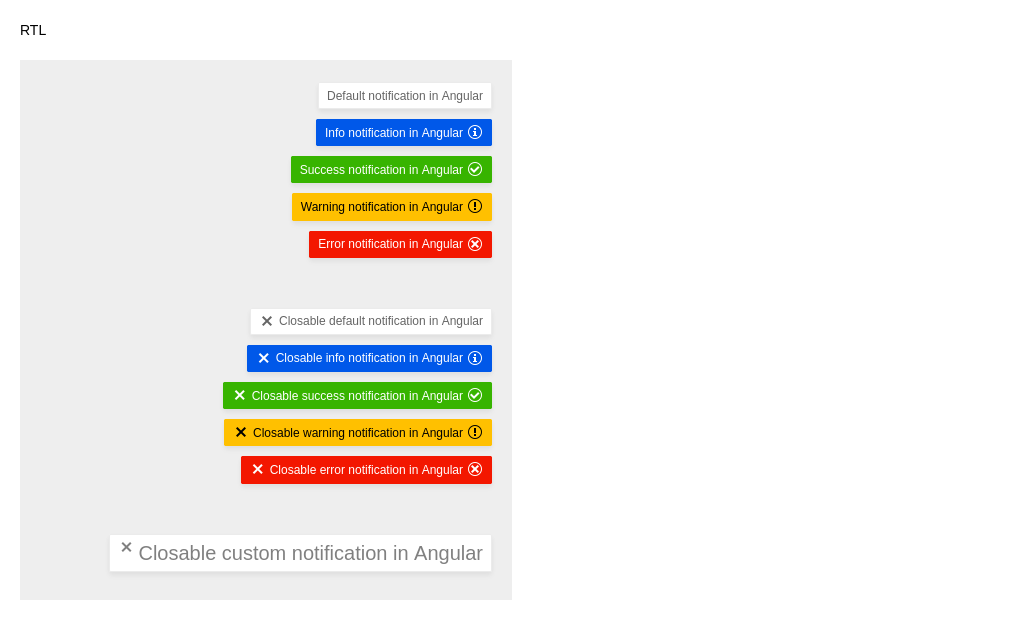 RTL
Default notification in Angular
Info notification in Angular
Success notification in Angular
Warning notification in Angular
Error notification in Angular
Closable default notification in Angular
Closable info notification in Angular
Closable success notification in Angular
Closable warning notification in Angular
Closable error notification in Angular
Closable custom notification in Angular